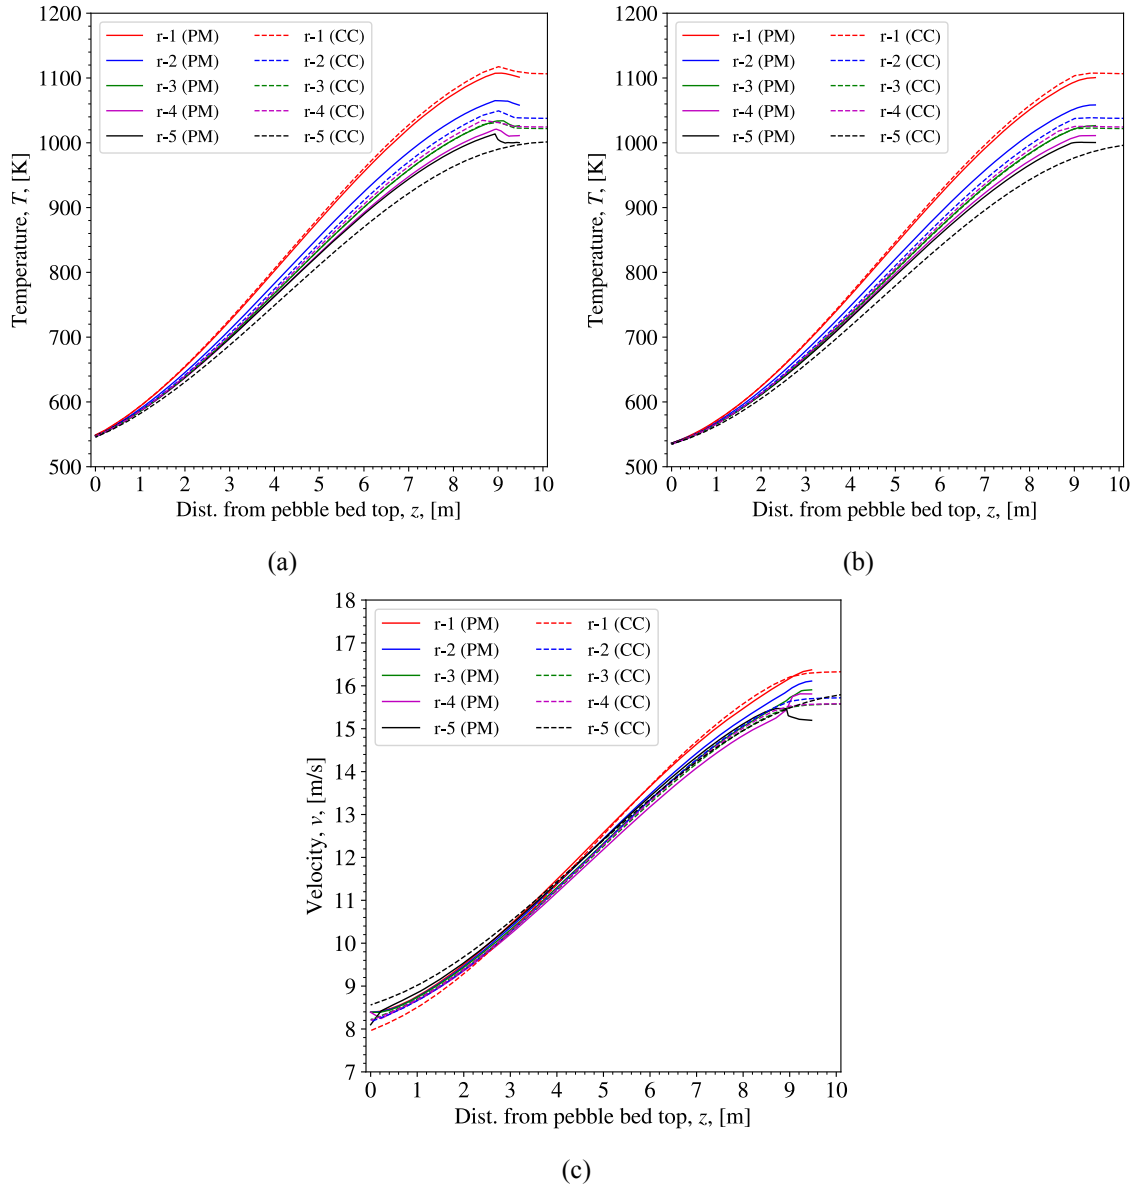 1200
1100
1000
900
800
700
600
500
Temperature, T, [K]
r-1 (PM)
r-2 (PM)
r-3 (PM)
r-4 (PM)
r-5 (PM)
r-1 (CC)
r-2 (CC)
r-3 (CC)
r-4 (CC)
r-5 (CC)
0 1 2 3 4 5 6 7 8 9 10
Dist. from pebble bed top, z, [m]
(a)
1200
1100
1000
900
800
700
600
500
Temperature, T, [K]
r-1 (PM)
r-2 (PM)
r-3 (PM)
r-4 (PM)
r-5 (PM)
r-1 (CC)
r-2 (CC)
r-3 (CC)
r-4 (CC)
r-5 (CC)
0 1 2 3 4 5 6 7 8 9 10
Dist. from pebble bed top, z, [m]
(b)
18
17
16
15
14
13
12
11
10
9
8
7
Velocity, v, [m/s]
r-1 (PM)
r-2 (PM)
r-3 (PM)
r-4 (PM)
r-5 (PM)
r-1 (CC)
r-2 (CC)
r-3 (CC)
r-4 (CC)
r-5 (CC)
0 1 2 3 4 5 6 7 8 9 10
Dist. from pebble bed top, z, [m]
(c)